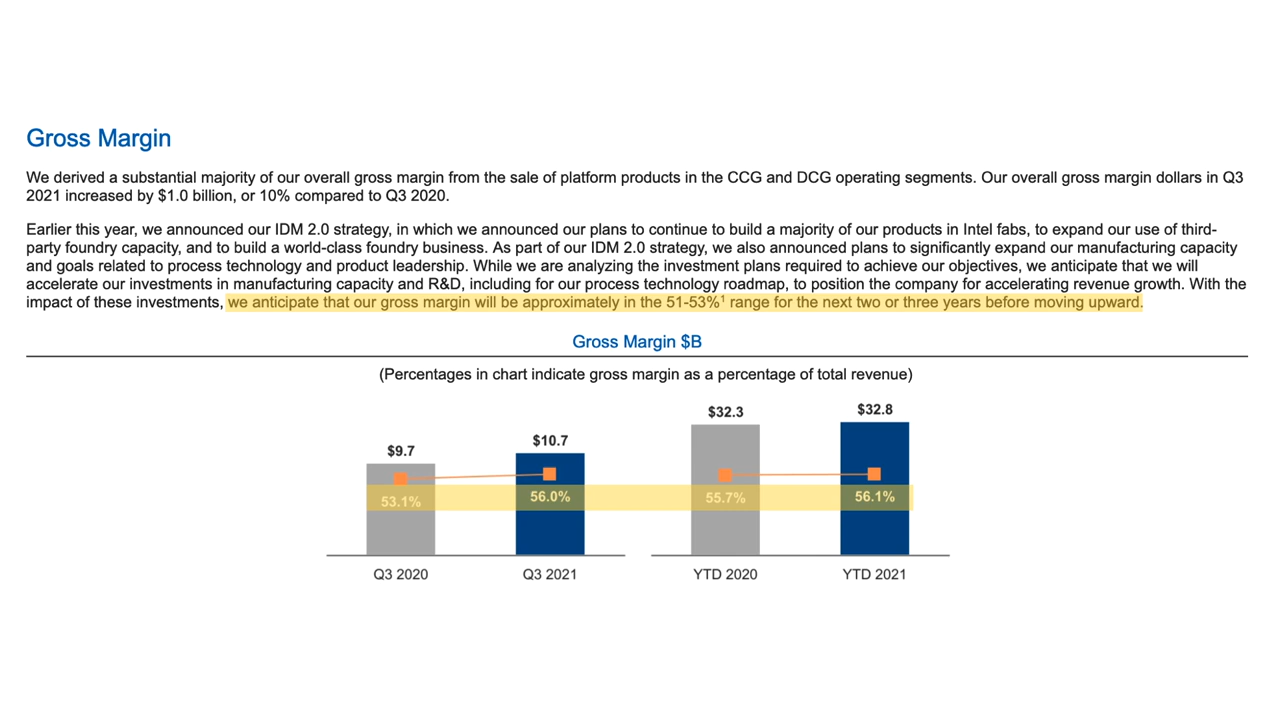 Gross Margin
We derived a substantial majority of our overall gross margin from the sale of platform products in the CCG and DCG operating segments. Our overall gross margin dollars in Q3
2021 increased by $1.0 billion, or 10% compared to Q3 2020.
Earlier this year, we announced our IDM 2.0 strategy, in which we announced our plans to continue to build a majority of our products in Intel fabs, to expand our use of third-
party foundry capacity, and to build a world-class foundry business. As part of our IDM 2.0 strategy, we also announced plans to significantly expand our manufacturing capacity
and goals related to process technology and product leadership. While we are analyzing the investment plans required to achieve our objectives, we anticipate that we will
accelerate our investments in manufacturing capacity and R&D, including for our process technology roadmap, to position the company for accelerating revenue growth. With the
impact of these investments, we anticipate that our gross margin will be approximately in the 51-53%¹ range for the next two or three years before moving upward.
Gross Margin $B
(Percentages in chart indicate gross margin as a percentage of total revenue)
$9.7 $10.7 $32.3 $32.8
53.1% 56.0% 55.7% 56.1%
Q3 2020 Q3 2021 YTD 2020 YTD 2021